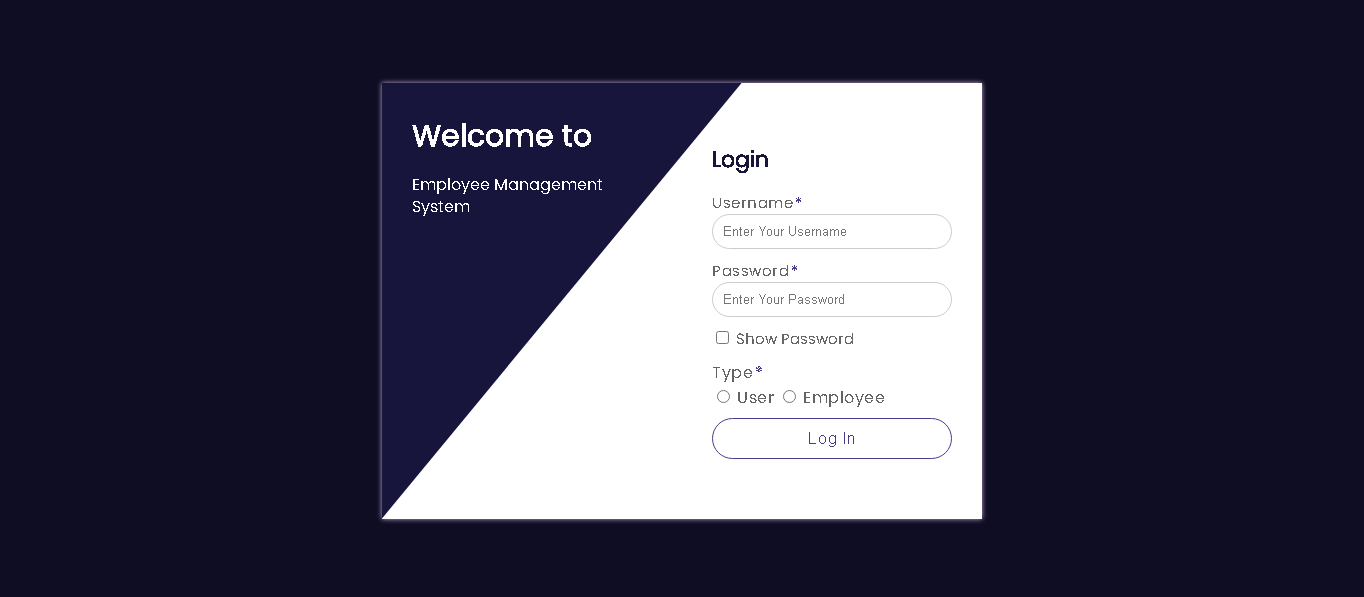 Welcome to
Employee Management
System
Login
Username*
Enter Your Username
Password*
Enter Your Password
Show Password
Type*
User Employee
Log In